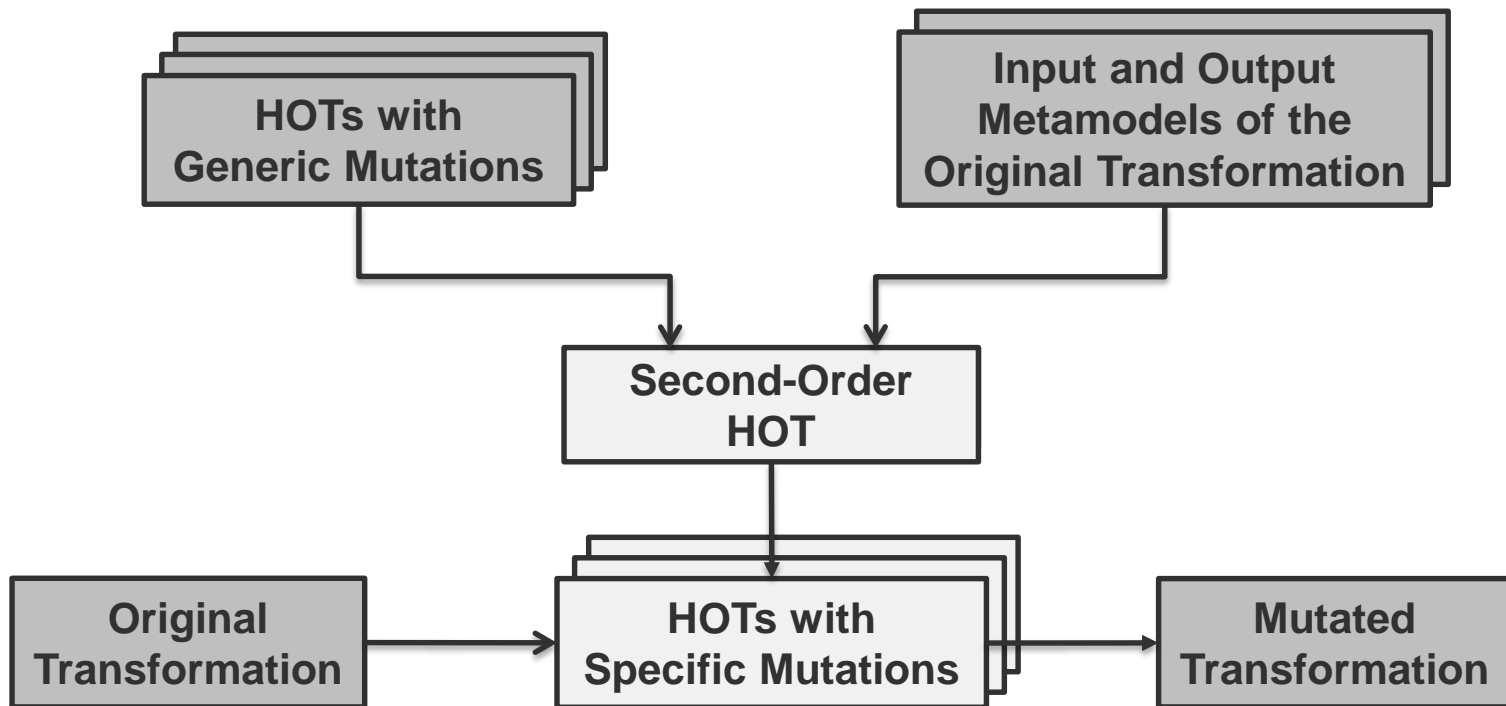 HOTs with
Generic Mutations
Input and Output
Metamodels of the
Original Transformation
Second-Order
HOT
Original
Transformation
HOTs with
Specific Mutations
Mutated
Transformation